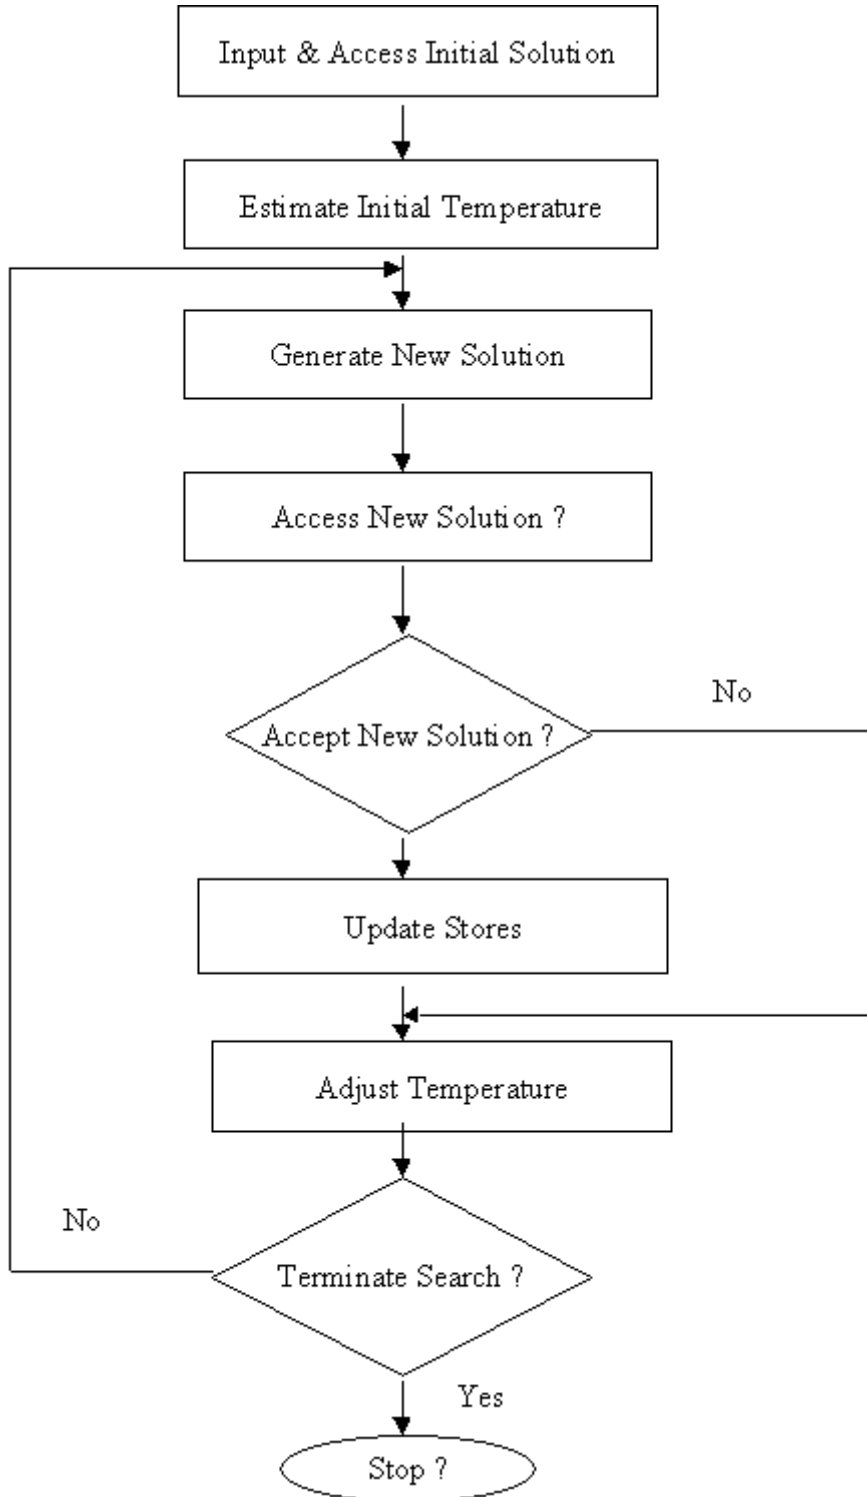 Input & Access Initial Solution
Estimate Initial Temperature
Generate New Solution
Access New Solution ?
No
Accept New Solution ?
Update Stores
Adjust Temperature
No
Terminate Search ?
Yes
Stop ?